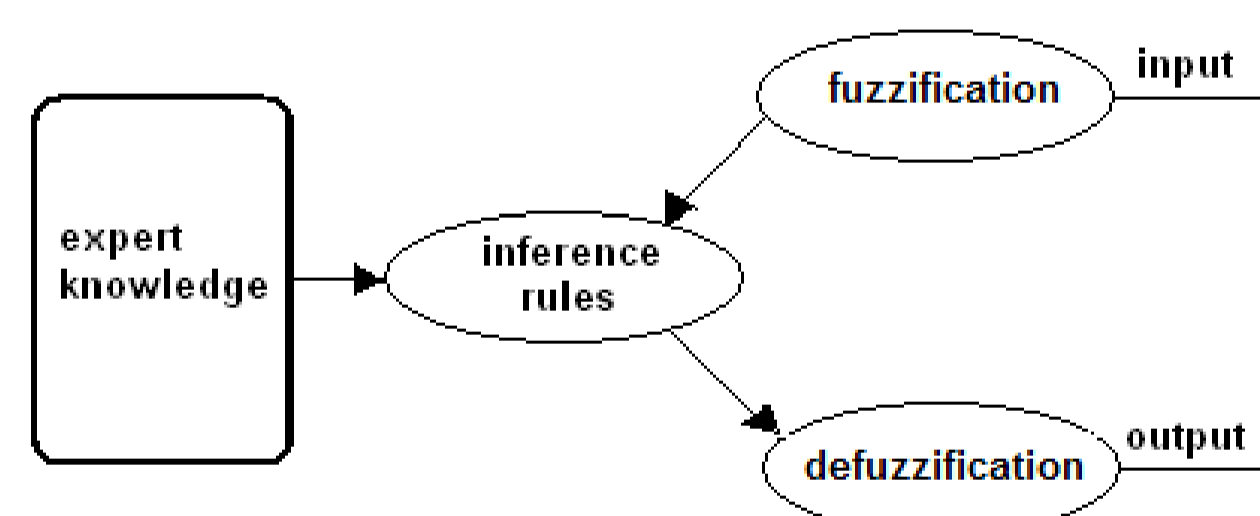 input
fuzzification
expert
knowledge
inference
rules
output
defuzzification